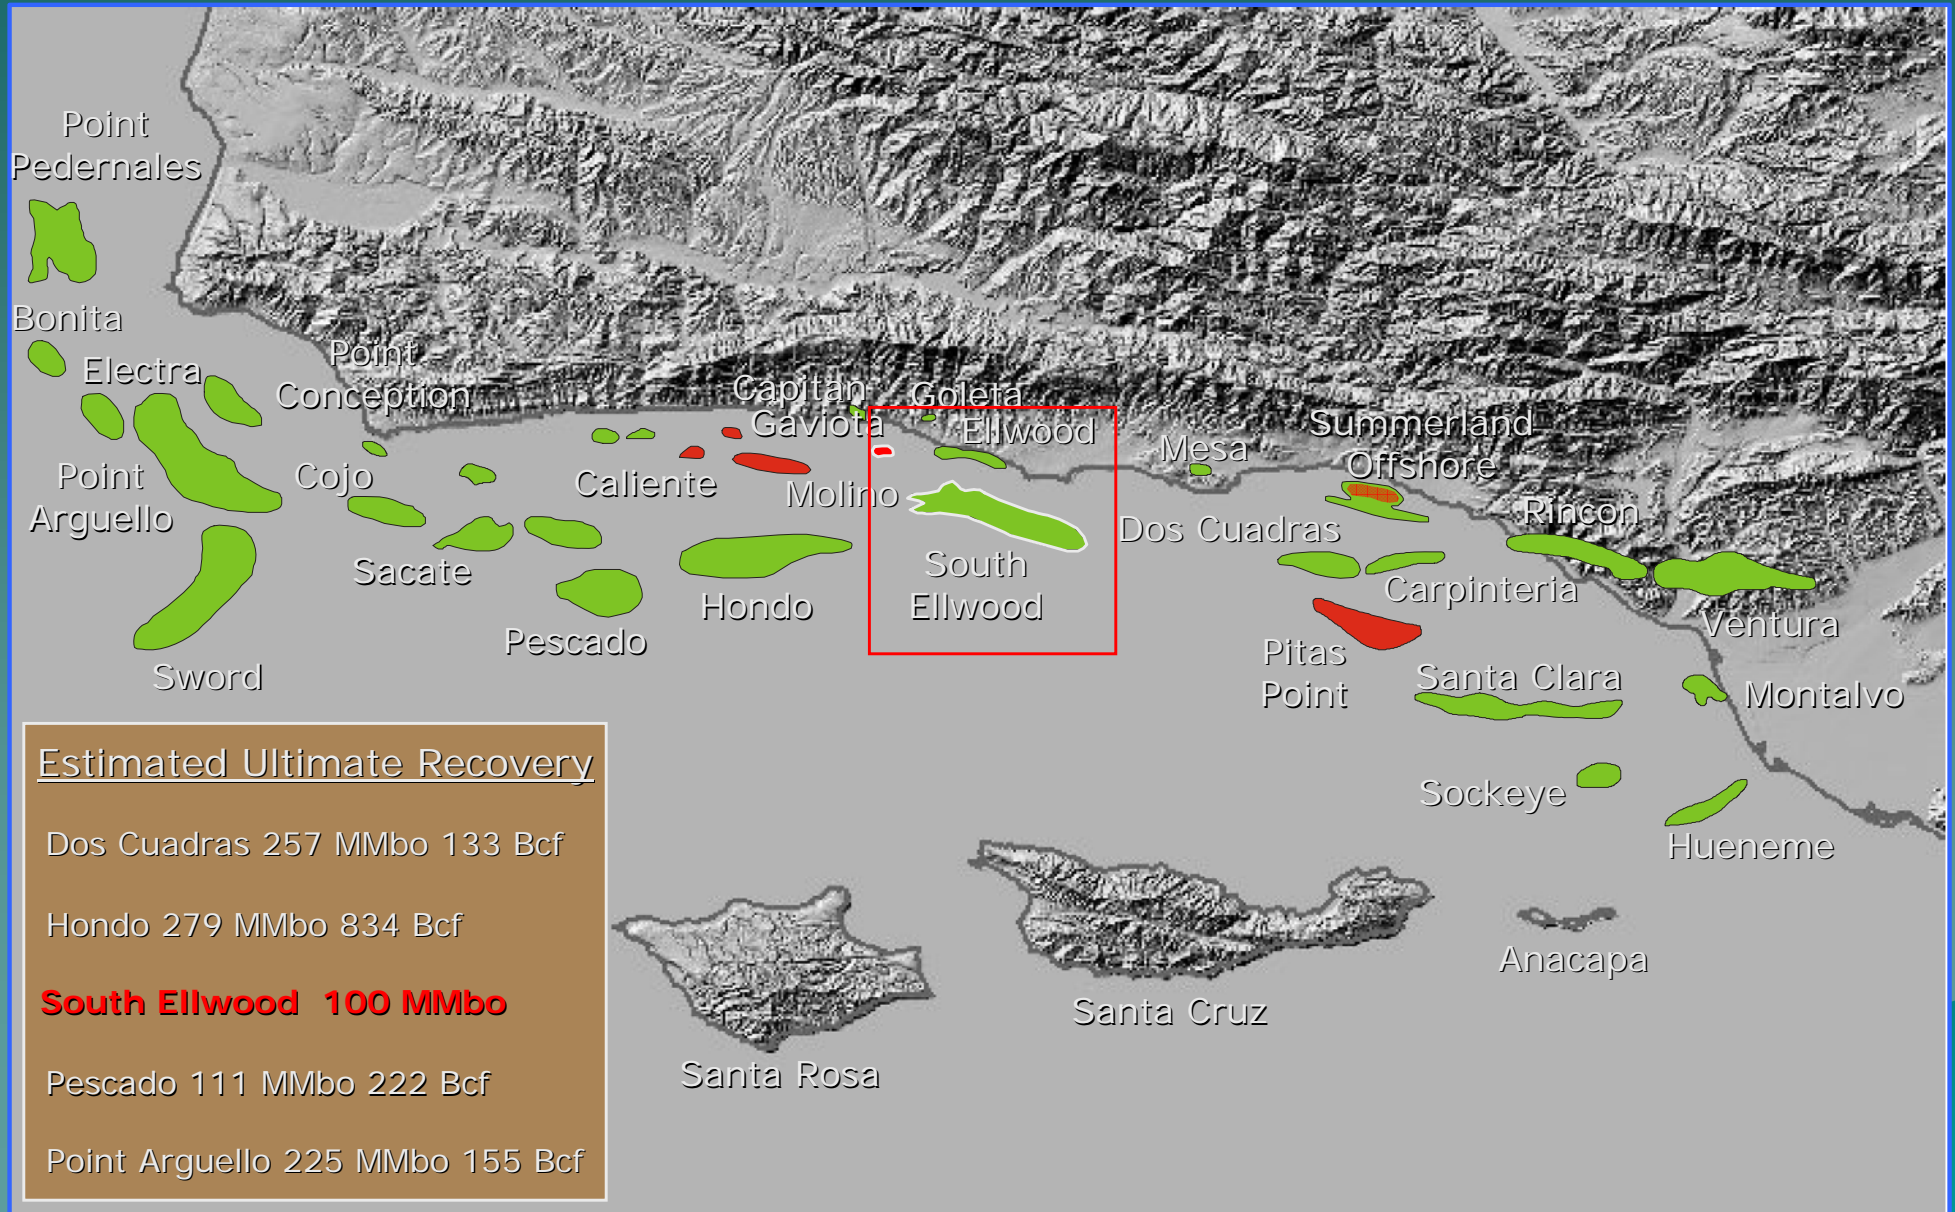 Point
Pedernales
Bonita
Electra
Point
Conception
Capitan
Goleta
Gaviota
Ellwood
Summerland
Offshore
Mesa
Point
Arguello
Cojo
Caliente
Molino
Rincon
Dos Cuadras
Sacate
South
Ellwood
Hondo
Carpinteria
Pescado
Ventura
Sword
Pitas
Point
Santa Clara
Montalvo
Sockeye
Hueneme
Anacapa
Santa Cruz
Santa Rosa
Estimated Ultimate Recovery
Dos Cuadras 257 MMbo 133 Bcf
Hondo 279 MMbo 834 Bcf
South Ellwood 100 MMbo
Pescado 111 MMbo 222 Bcf
Point Arguello 225 MMbo 155 Bcf